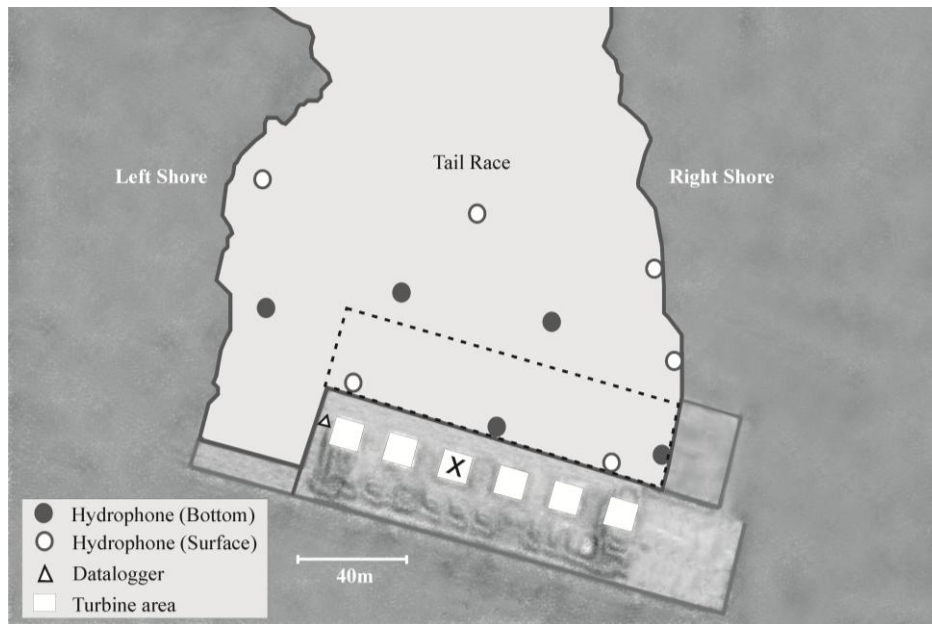 Tail Race
Left Shore
Right Shore
X
Hydrophone (Bottom)
Hydrophone (Surface)
Datalogger
Turbine area
40m